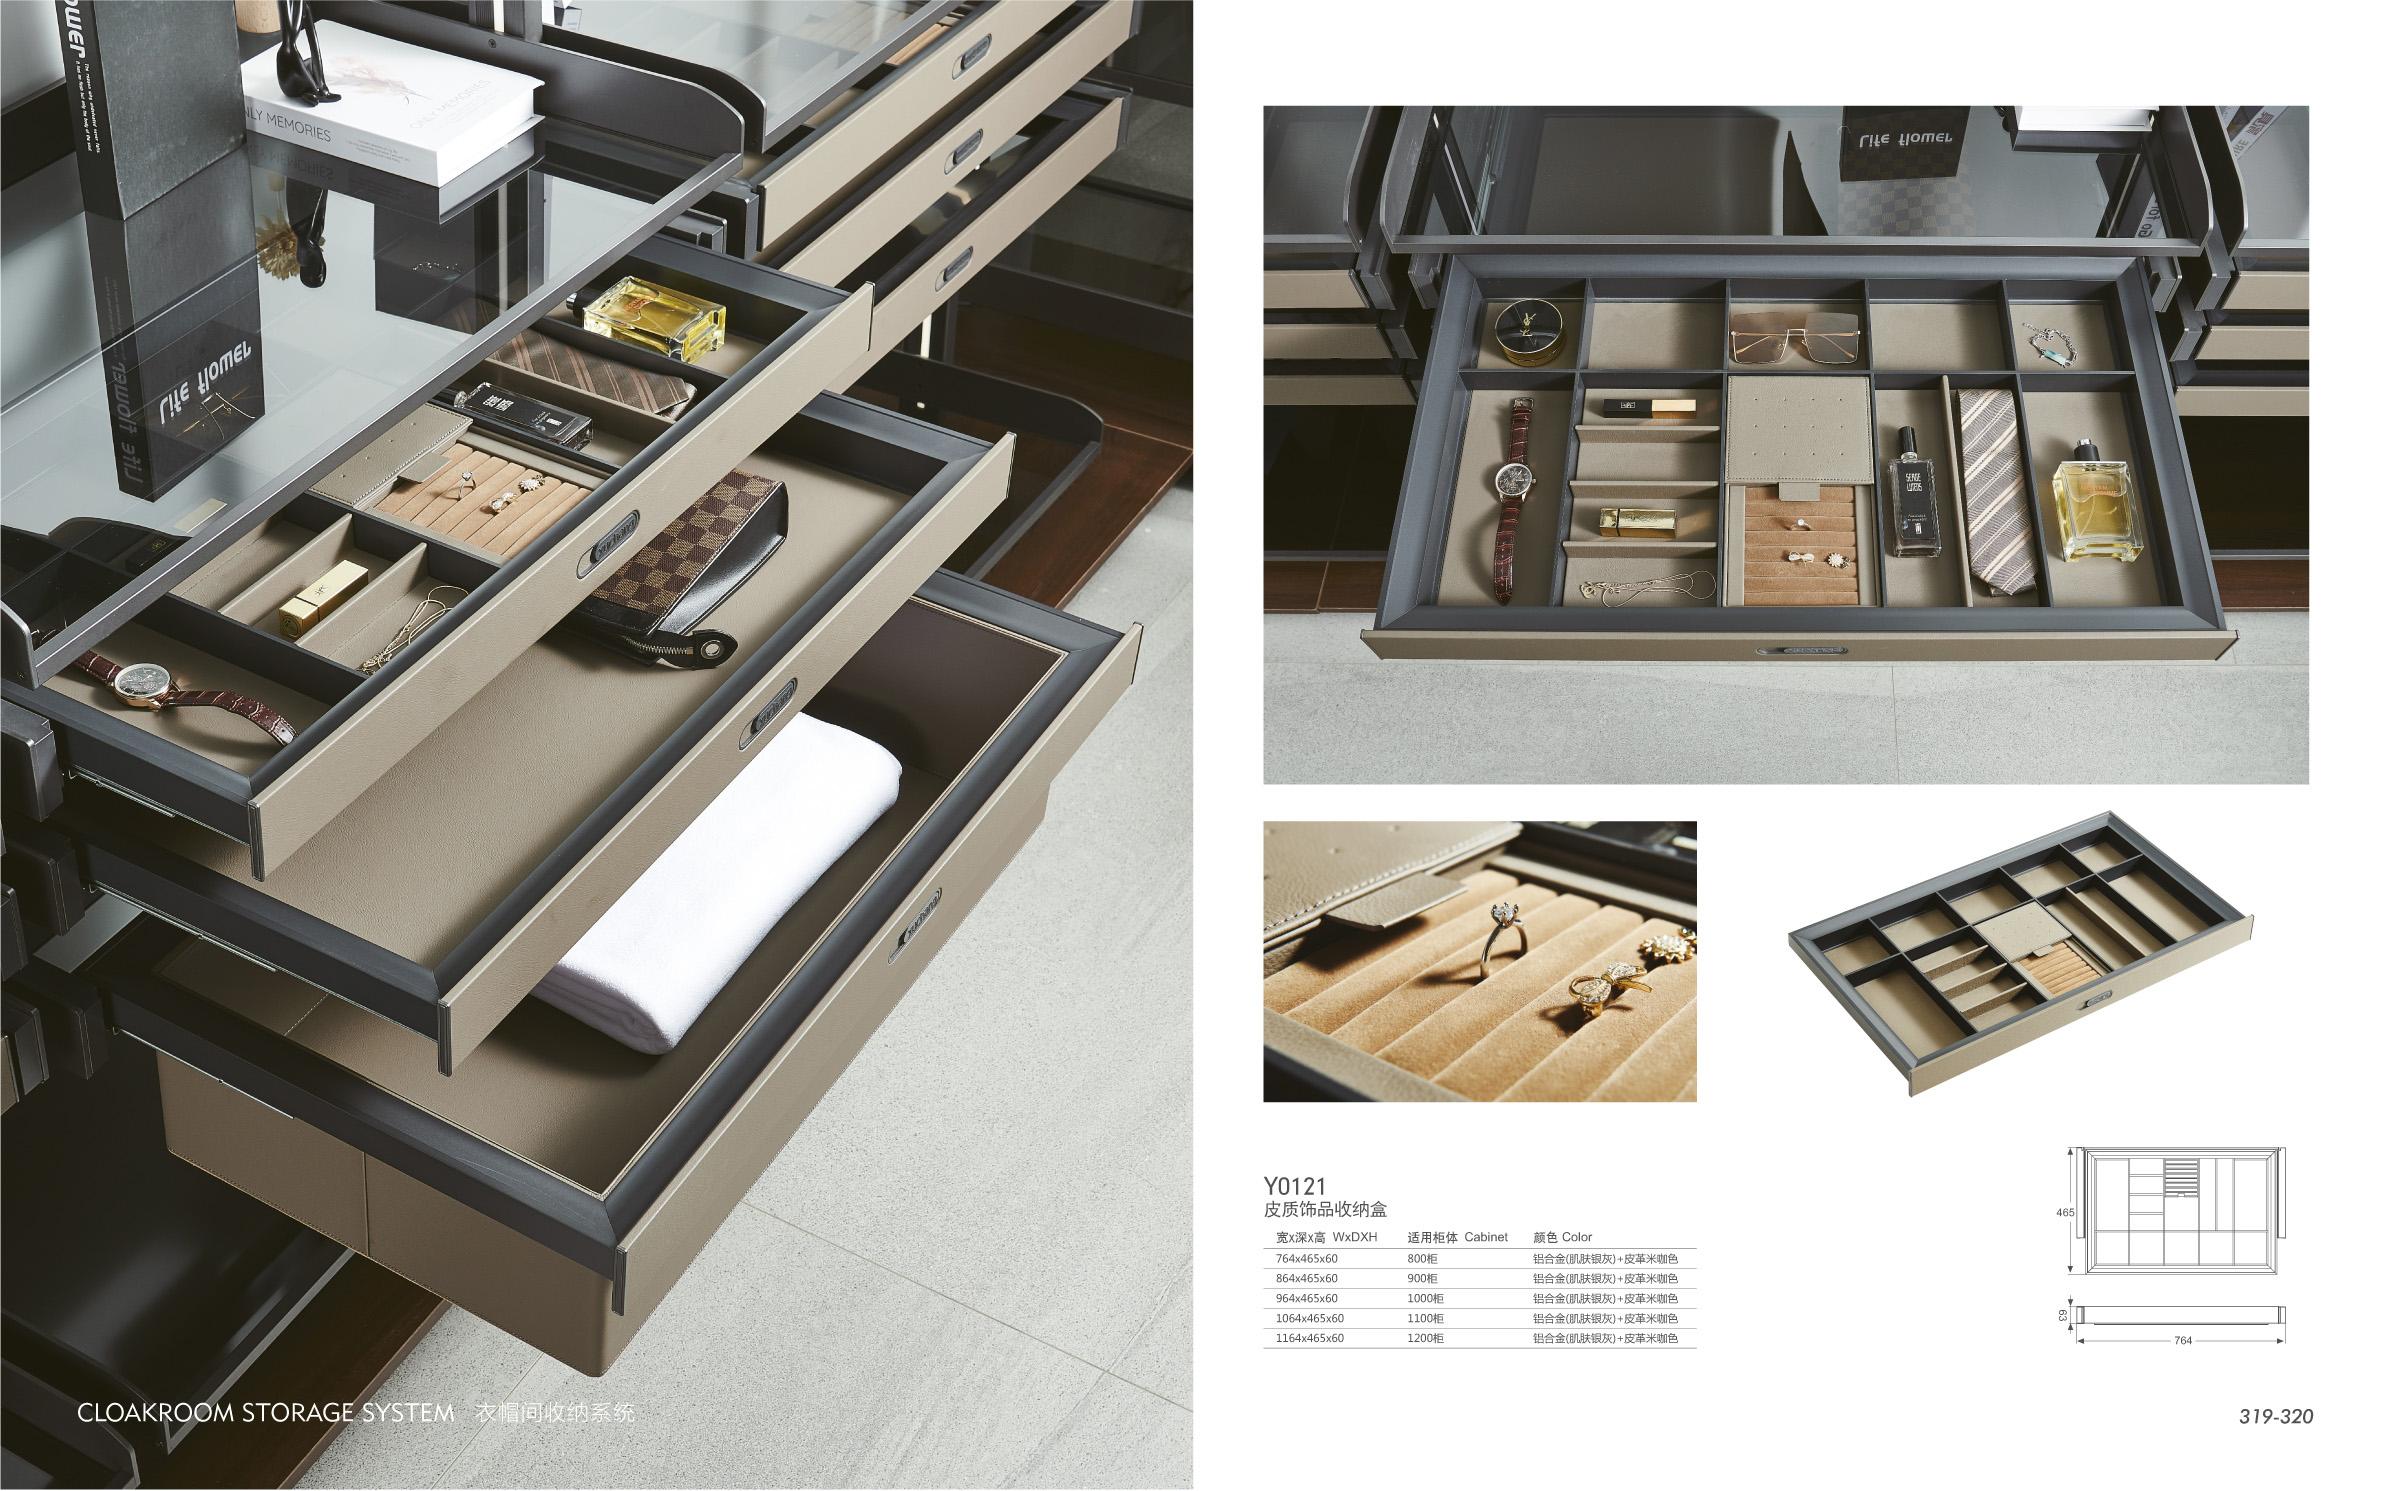 ONLY MEMORIES
Life flower
Life flower
SERGE
LUTENS
CLOAKROOM STORAGE SYSTEM 衣帽间收纳系统
Y0121
皮质饰品收纳盒
宽x深x高 WxDXH 适用柜体 Cabinet 颜色 Color
764x465x60 800柜 铝合金(肌肤银灰)+皮革米咖色
864x465x60 900柜 铝合金(肌肤银灰)+皮革米咖色
964x465x60 1000柜 铝合金(肌肤银灰)+皮革米咖色
1064x465x60 1100柜 铝合金(肌肤银灰)+皮革米咖色
1164x465x60 1200柜 铝合金(肌肤银灰)+皮革米咖色
465
63
764
319-320